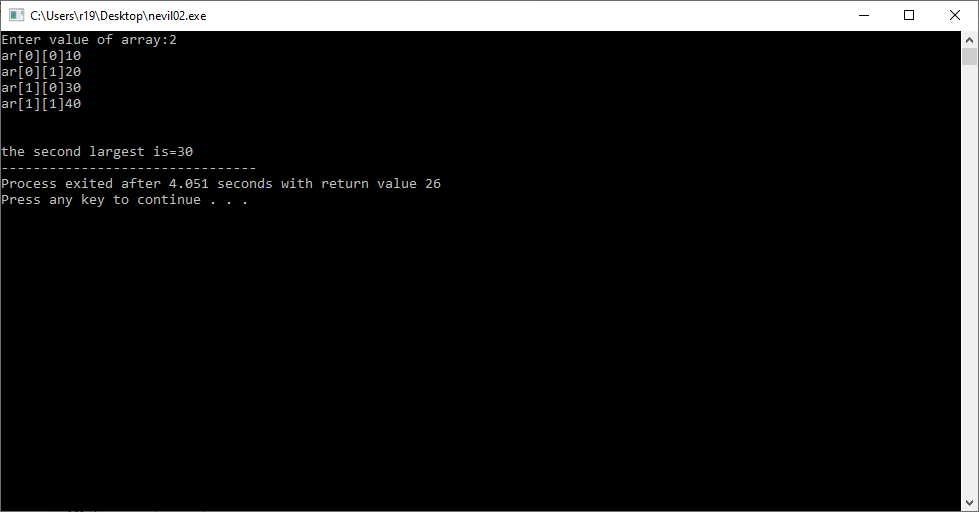 C:\Users\r19\Desktop\nevil02.exe
Enter value of array:2
ar[0][0]10
ar[0][1]20
ar[1][0]30
ar[1][1]40
the second largest is=30
--------------------------------
Process exited after 4.051 seconds with return value 26
Press any key to continue . . .